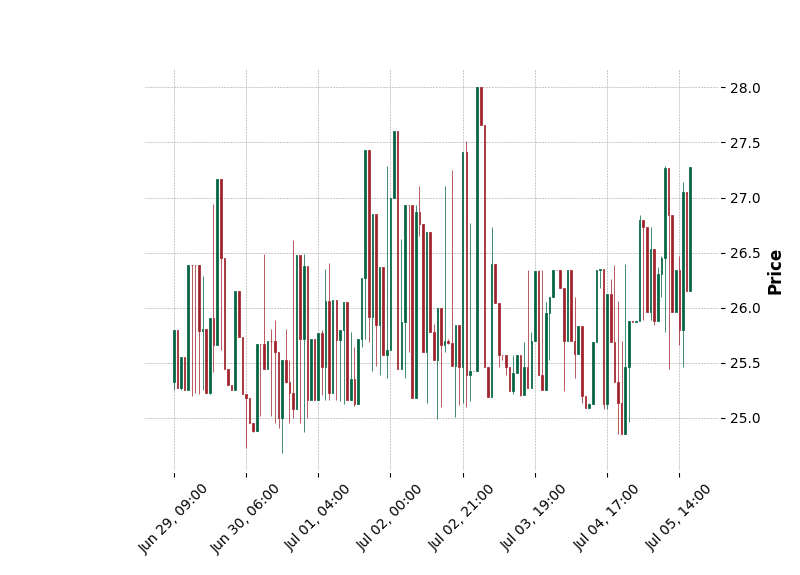 28.0
27.5
27.0
26.5
26.0
25.5
25.0
Price
Jun 29, 09:00
Jun 30, 06:00
Jul 01, 04:00
Jul 02, 00:00
Jul 02, 21:00
Jul 03, 19:00
Jul 04, 17:00
Jul 05, 14:00